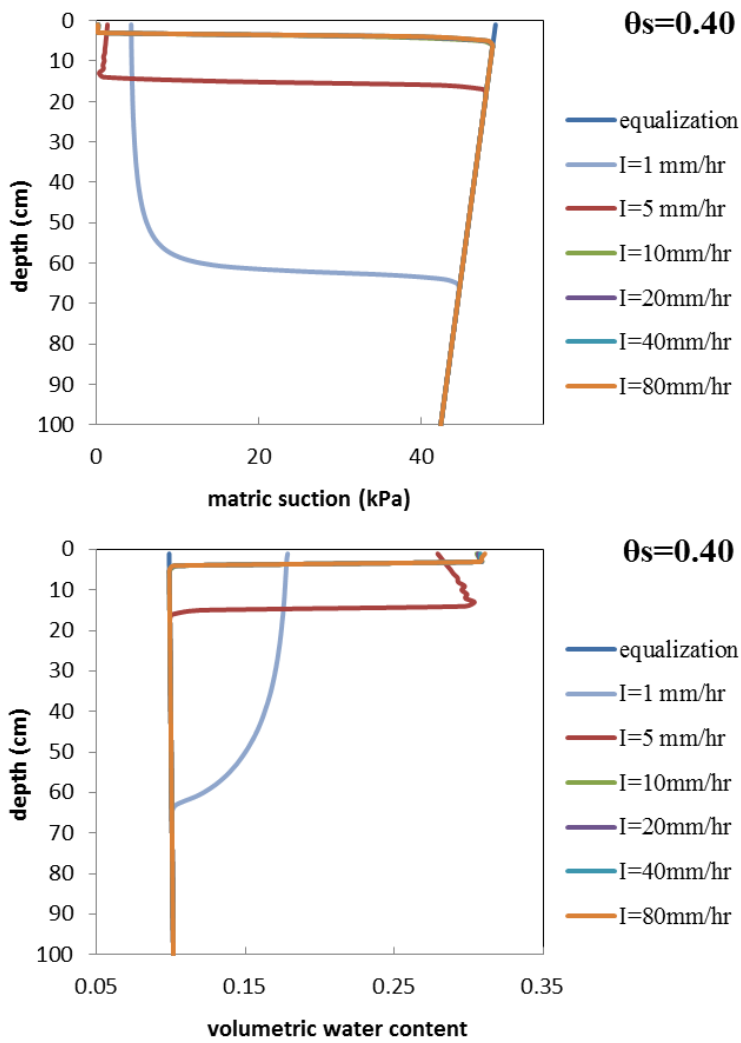 θs=0.40
0
10
20
30
40
50
60
70
80
90
100
depth (cm)
0
20
40
matric suction (kPa)
equalization
I=1 mm/hr
I=5 mm/hr
I=10mm/hr
I=20mm/hr
I=40mm/hr
I=80mm/hr
θs=0.40
0
10
20
30
40
50
60
70
80
90
100
depth (cm)
0.05
0.15
0.25
0.35
volumetric water content
equalization
I=1 mm/hr
I=5 mm/hr
I=10mm/hr
I=20mm/hr
I=40mm/hr
I=80mm/hr